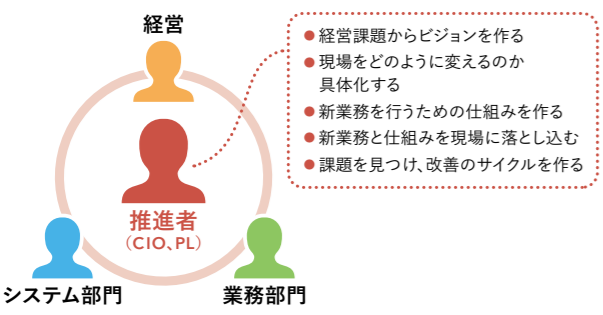 経営
● 経営課題からビジョンを作る
● 現場をどのように変えるのか
具体化する
● 新業務を行うための仕組みを作る
● 新業務と仕組みを現場に落とし込む
● 課題を見つけ、改善のサイクルを作る
推進者
（CIO、PL）
システム部門
業務部門